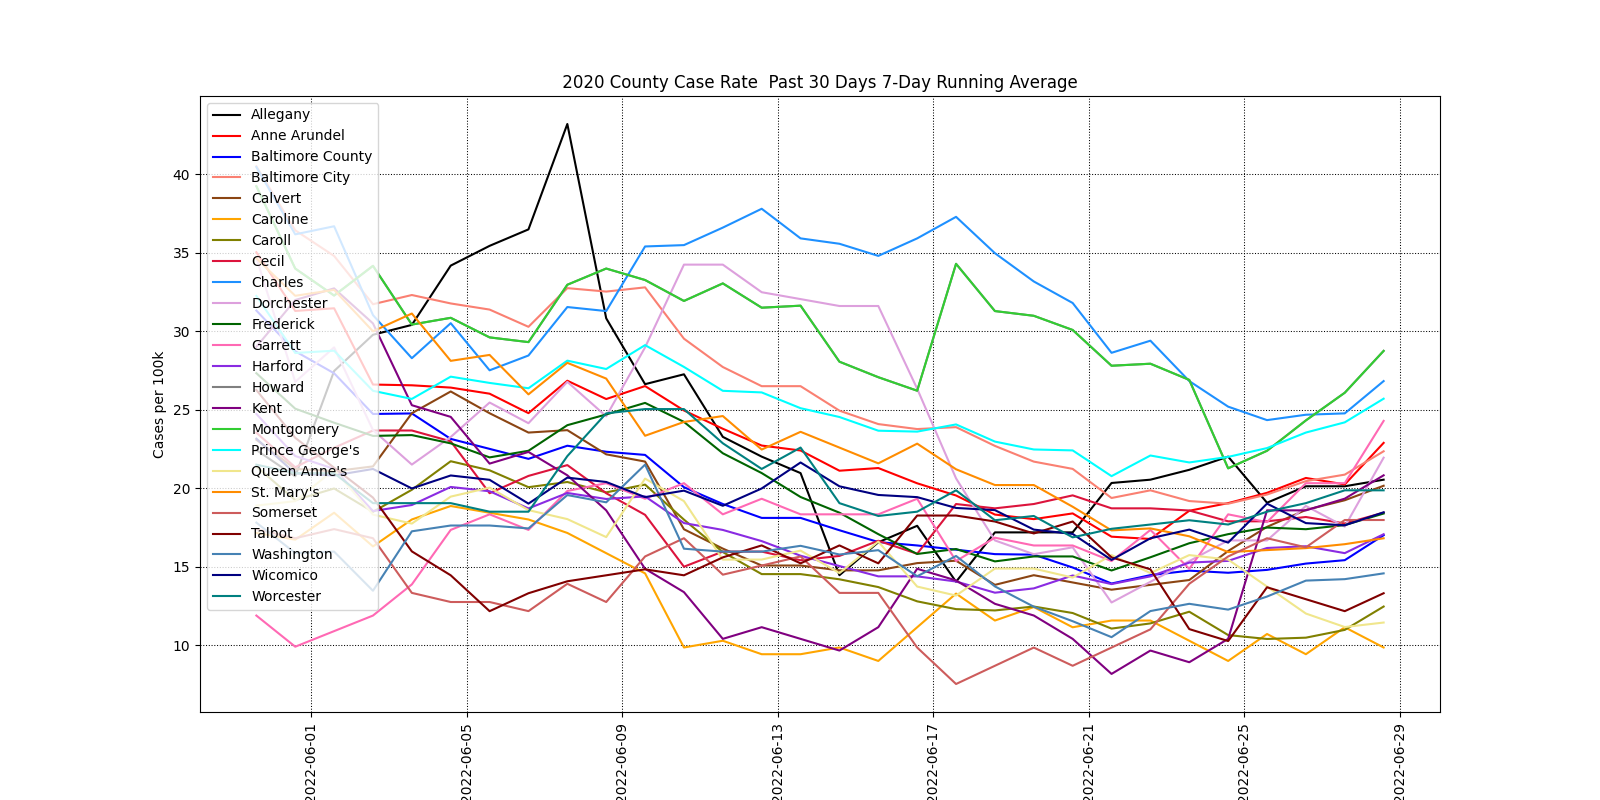 2020 County Case Rate  Past 30 Days 7-Day Running Average
Allegany
Anne Arundel
Baltimore County
Baltimore City
Calvert
Caroline
Caroll
Cecil
Charles
Dorchester
Frederick
Garrett
Harford
Howard
Kent
Montgomery
Prince George's
Queen Anne's
St. Mary's
Somerset
Talbot
Washington
Wicomico
Worcester
Cases per 100k
40
35
30
25
20
15
10
2022-06-01
2022-06-05
2022-06-09
2022-06-13
2022-06-17
2022-06-21
2022-06-25
2022-06-29